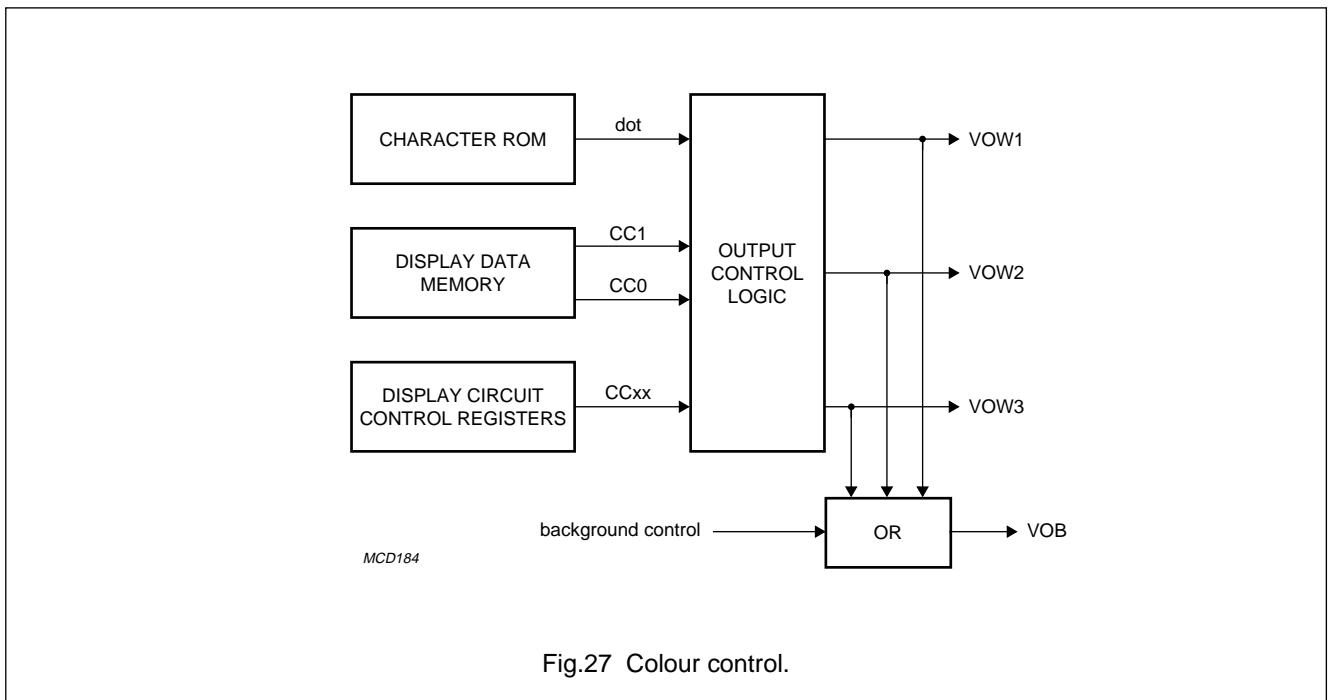 CHARACTER ROM
dot
VOW1
DISPLAY DATA
MEMORY
CC1
CC0
OUTPUT
CONTROL
LOGIC
VOW2
DISPLAY CIRCUIT
CONTROL REGISTERS
CCxx
VOW3
background control
OR
VOB
MCD184
Fig.27 Colour control.